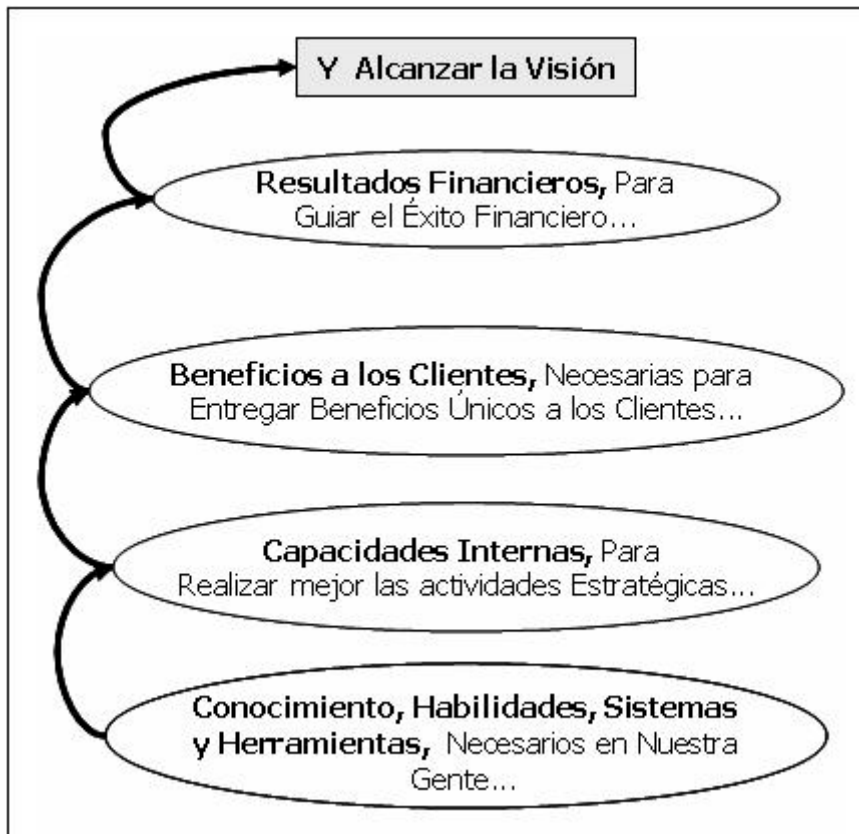 Y Alcanzar la Visión
Resultados Financieros, Para
Guiar el Éxito Financiero...
Beneficios a los Clientes, Necesarias para
Entregar Beneficios Únicos a los Clientes...
Capacidades Internas, Para
Realizar mejor las actividades Estratégicas...
Conocimiento, Habilidades, Sistemas
y Herramientas, Necesarios en Nuestra
Gente...